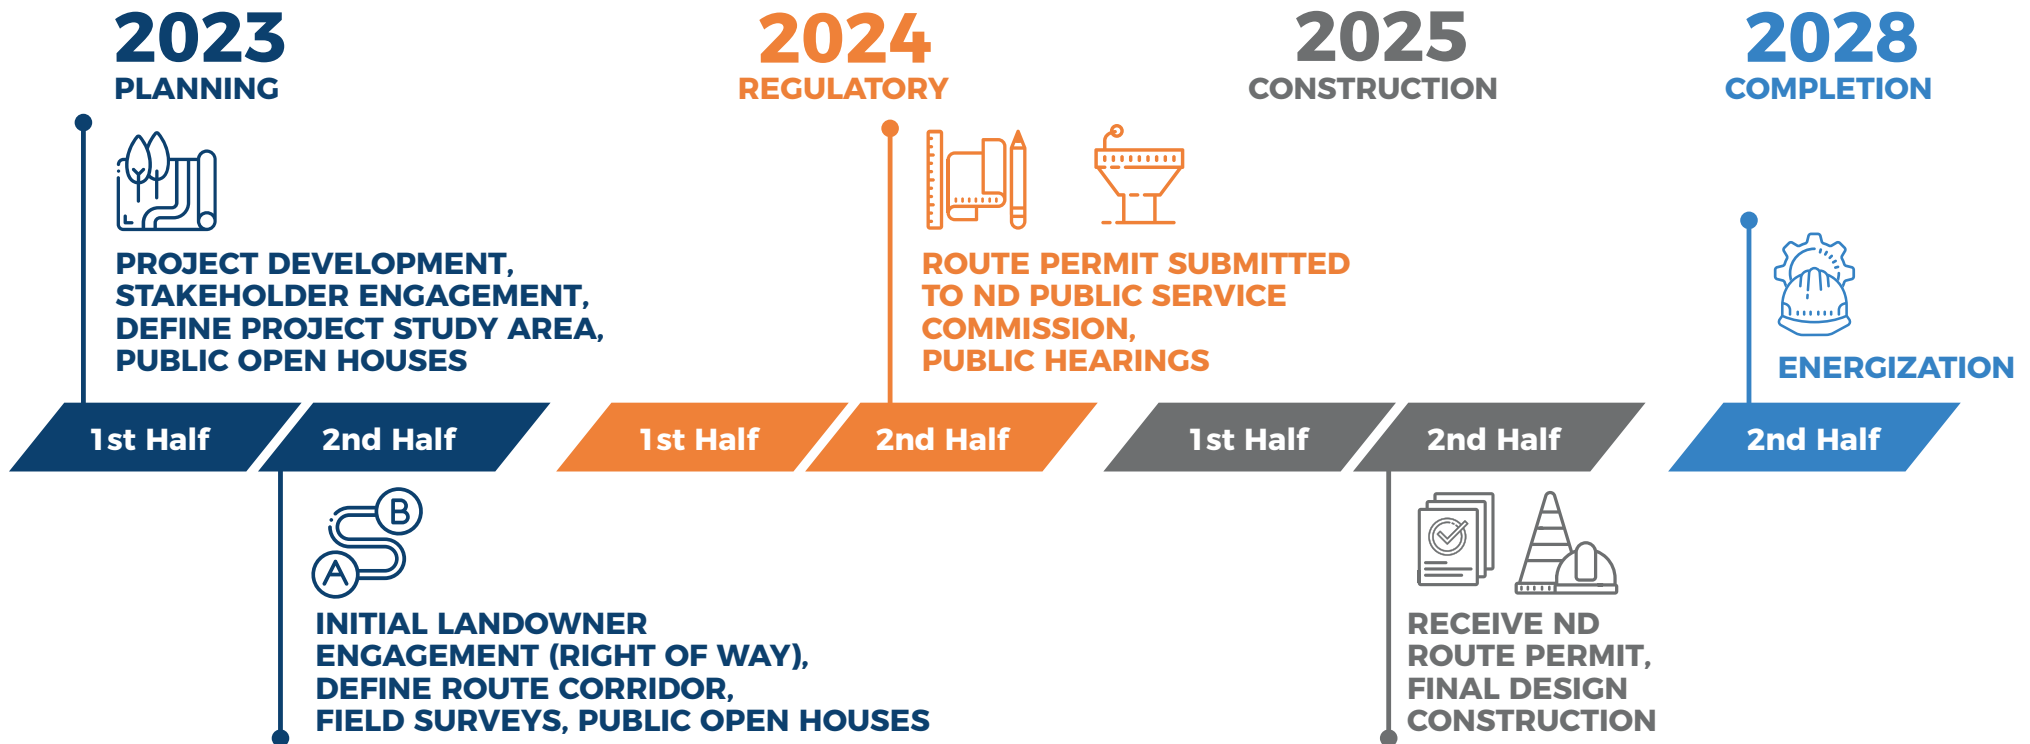 2023
PLANNING
2024
REGULATORY
2025
CONSTRUCTION
2028
COMPLETION
PROJECT DEVELOPMENT,
STAKEHOLDER ENGAGEMENT,
DEFINE PROJECT STUDY AREA,
PUBLIC OPEN HOUSES
ROUTE PERMIT SUBMITTED
TO ND PUBLIC SERVICE
COMMISSION,
PUBLIC HEARINGS
ENERGIZATION
1st Half
2nd Half
1st Half
2nd Half
1st Half
2nd Half
2nd Half
B
A
INITIAL LANDOWNER
ENGAGEMENT (RIGHT OF WAY),
DEFINE ROUTE CORRIDOR,
FIELD SURVEYS, PUBLIC OPEN HOUSES
RECEIVE ND
ROUTE PERMIT,
FINAL DESIGN
CONSTRUCTION